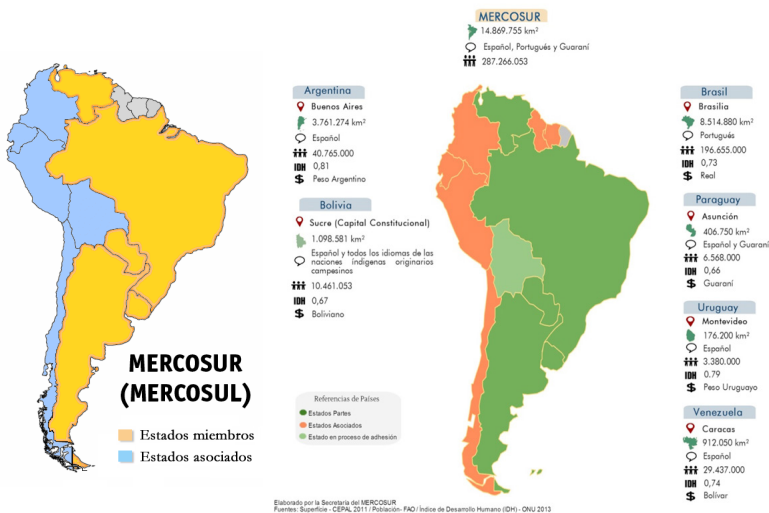 MERCOSUR
(MERCOSUL)
Estados miembros
Estados asociados
MERCOSUR
14.869.755 km²
Español, Portugués y Guaraní
287.266.053
Argentina
Buenos Aires
3.761.274 km²
Español
40.765.000
IDH 0,81
$ Peso Argentino
Bolivia
Sucre (Capital Constitucional)
1.098.581 km²
Español y todos los idiomas de las
naciones indígenas originarios
campesinos
10.461.053
IDH 0,67
$ Boliviano
Referencias de Países
Estados Partes
Estados Asociados
Estado en proceso de adhesión
Brasil
Brasilia
8.514.880 km²
Portugués
196.655.000
IDH 0,73
$ Real
Paraguay
Asunción
406.750 km²
Español y Guaraní
6.568.000
IDH 0,66
$ Guaraní
Uruguay
Montevideo
176.200 km²
Español
3.380.000
IDH 0.79
$ Peso Uruguayo
Venezuela
Caracas
912.050 km²
Español
29.437.000
IDH 0,74
$ Bolívar
Elaborado por la Secretaría del MERCOSUR
Fuentes: Superficie - CEPAL 2011 / Población- FAO / Índice de Desarrollo Humano (IDH) - ONU 2013